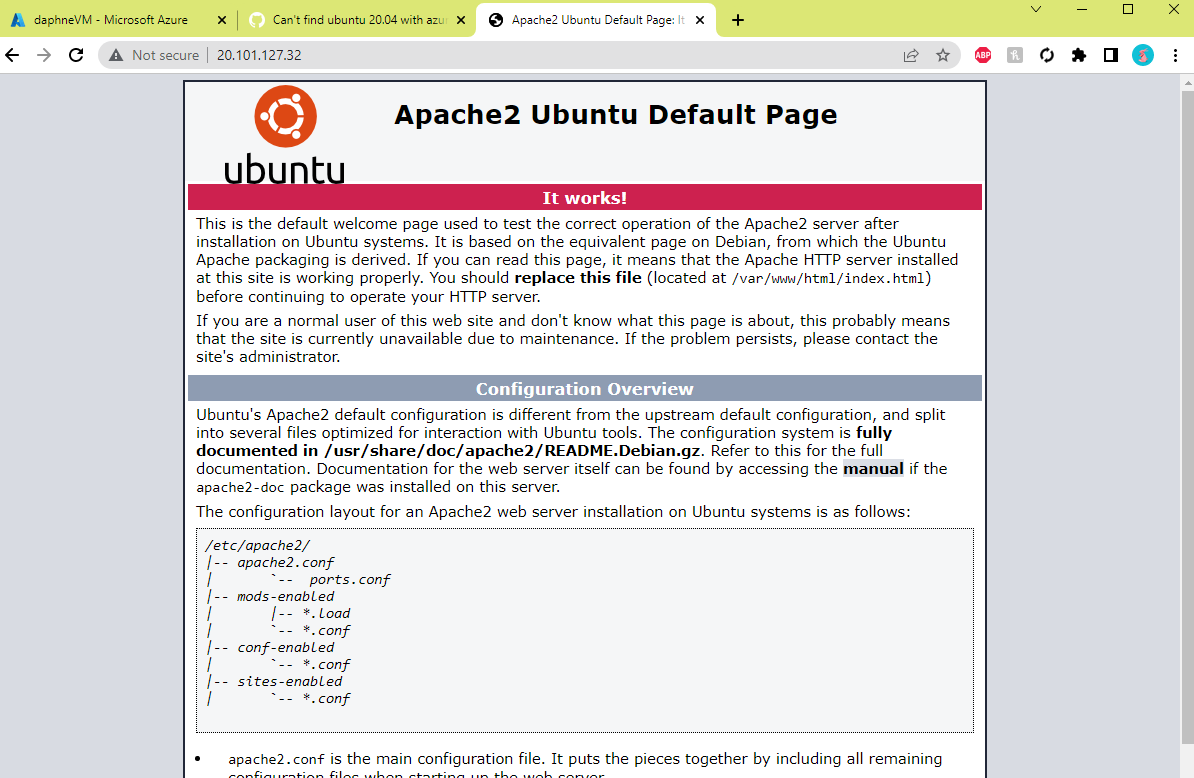 daphneVM - Microsoft Azure
Can't find ubuntu 20.04 with azu
Apache2 Ubuntu Default Page: It
Not secure
20.101.127.32
ABP
Apache2 Ubuntu Default Page
ubuntu
It works!
This is the default welcome page used to test the correct operation of the Apache2 server after
installation on Ubuntu systems. It is based on the equivalent page on Debian, from which the Ubuntu
Apache packaging is derived. If you can read this page, it means that the Apache HTTP server installed
at this site is working properly. You should replace this file (located at /var/www/html/index.html)
before continuing to operate your HTTP server.
If you are a normal user of this web site and don't know what this page is about, this probably means
that the site is currently unavailable due to maintenance. If the problem persists, please contact the
site's administrator.
Configuration Overview
Ubuntu's Apache2 default configuration is different from the upstream default configuration, and split
into several files optimized for interaction with Ubuntu tools. The configuration system is fully
documented in /usr/share/doc/apache2/README.Debian.gz. Refer to this for the full
documentation. Documentation for the web server itself can be found by accessing the manual if the
apache2-doc package was installed on this server.
The configuration layout for an Apache2 web server installation on Ubuntu systems is as follows:
/etc/apache2/
|-- apache2.conf
|       `--  ports.conf
|-- mods-enabled
|       |-- *.load
|       `-- *.conf
|-- conf-enabled
|       `-- *.conf
|-- sites-enabled
|       `-- *.conf
• apache2.conf is the main configuration file. It puts the pieces together by including all remaining
configuration files when starting up the web server.